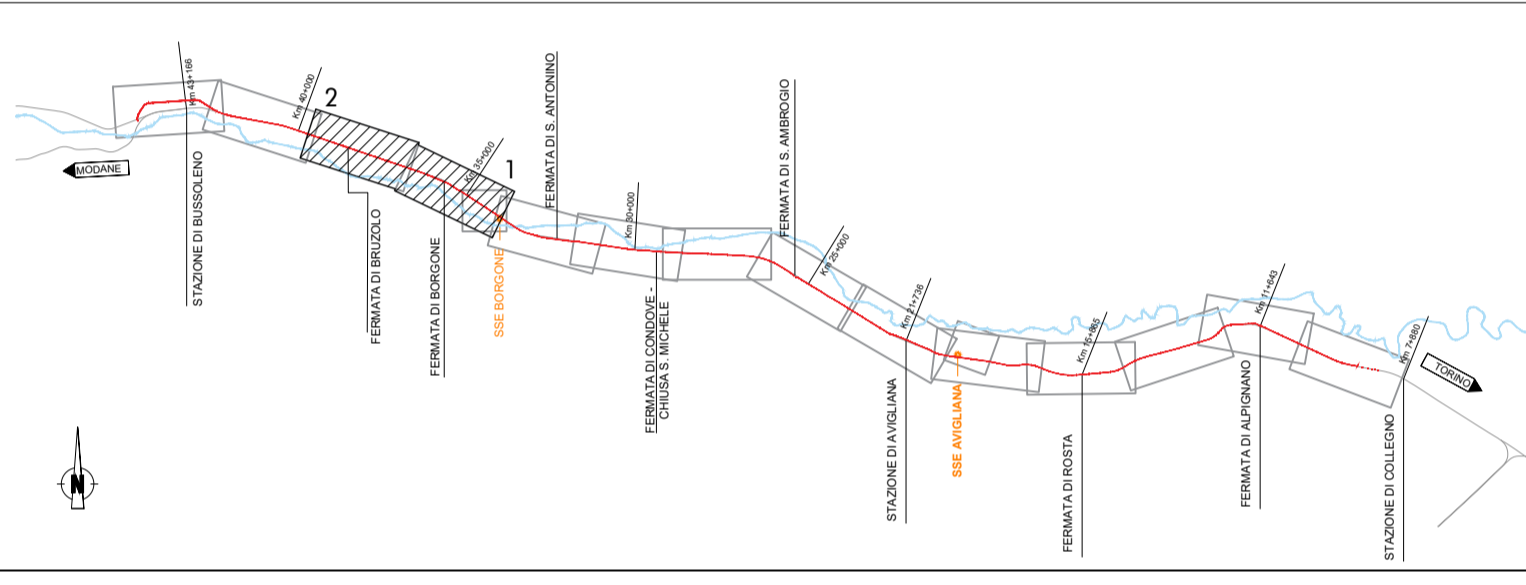 MODANE
Km 43+166
STAZIONE DI BUSSOLENO
Km 40+000
2
FERMATA DI BRUZOLO
FERMATA DI BORGONE
Km 35+000
1
SSE BORGONE
FERMATA DI S. ANTONINO
Km 30+000
FERMATA DI CONDOVE -
CHIUSA S. MICHELE
FERMATA DI S. AMBROGIO
Km 25+000
Km 21+736
STAZIONE DI AVIGLIANA
SSE AVIGLIANA
Km 15+865
FERMATA DI ROSTA
Km 11+643
FERMATA DI ALPIGNANO
Km 7+880
STAZIONE DI COLLEGNO
TORINO
N